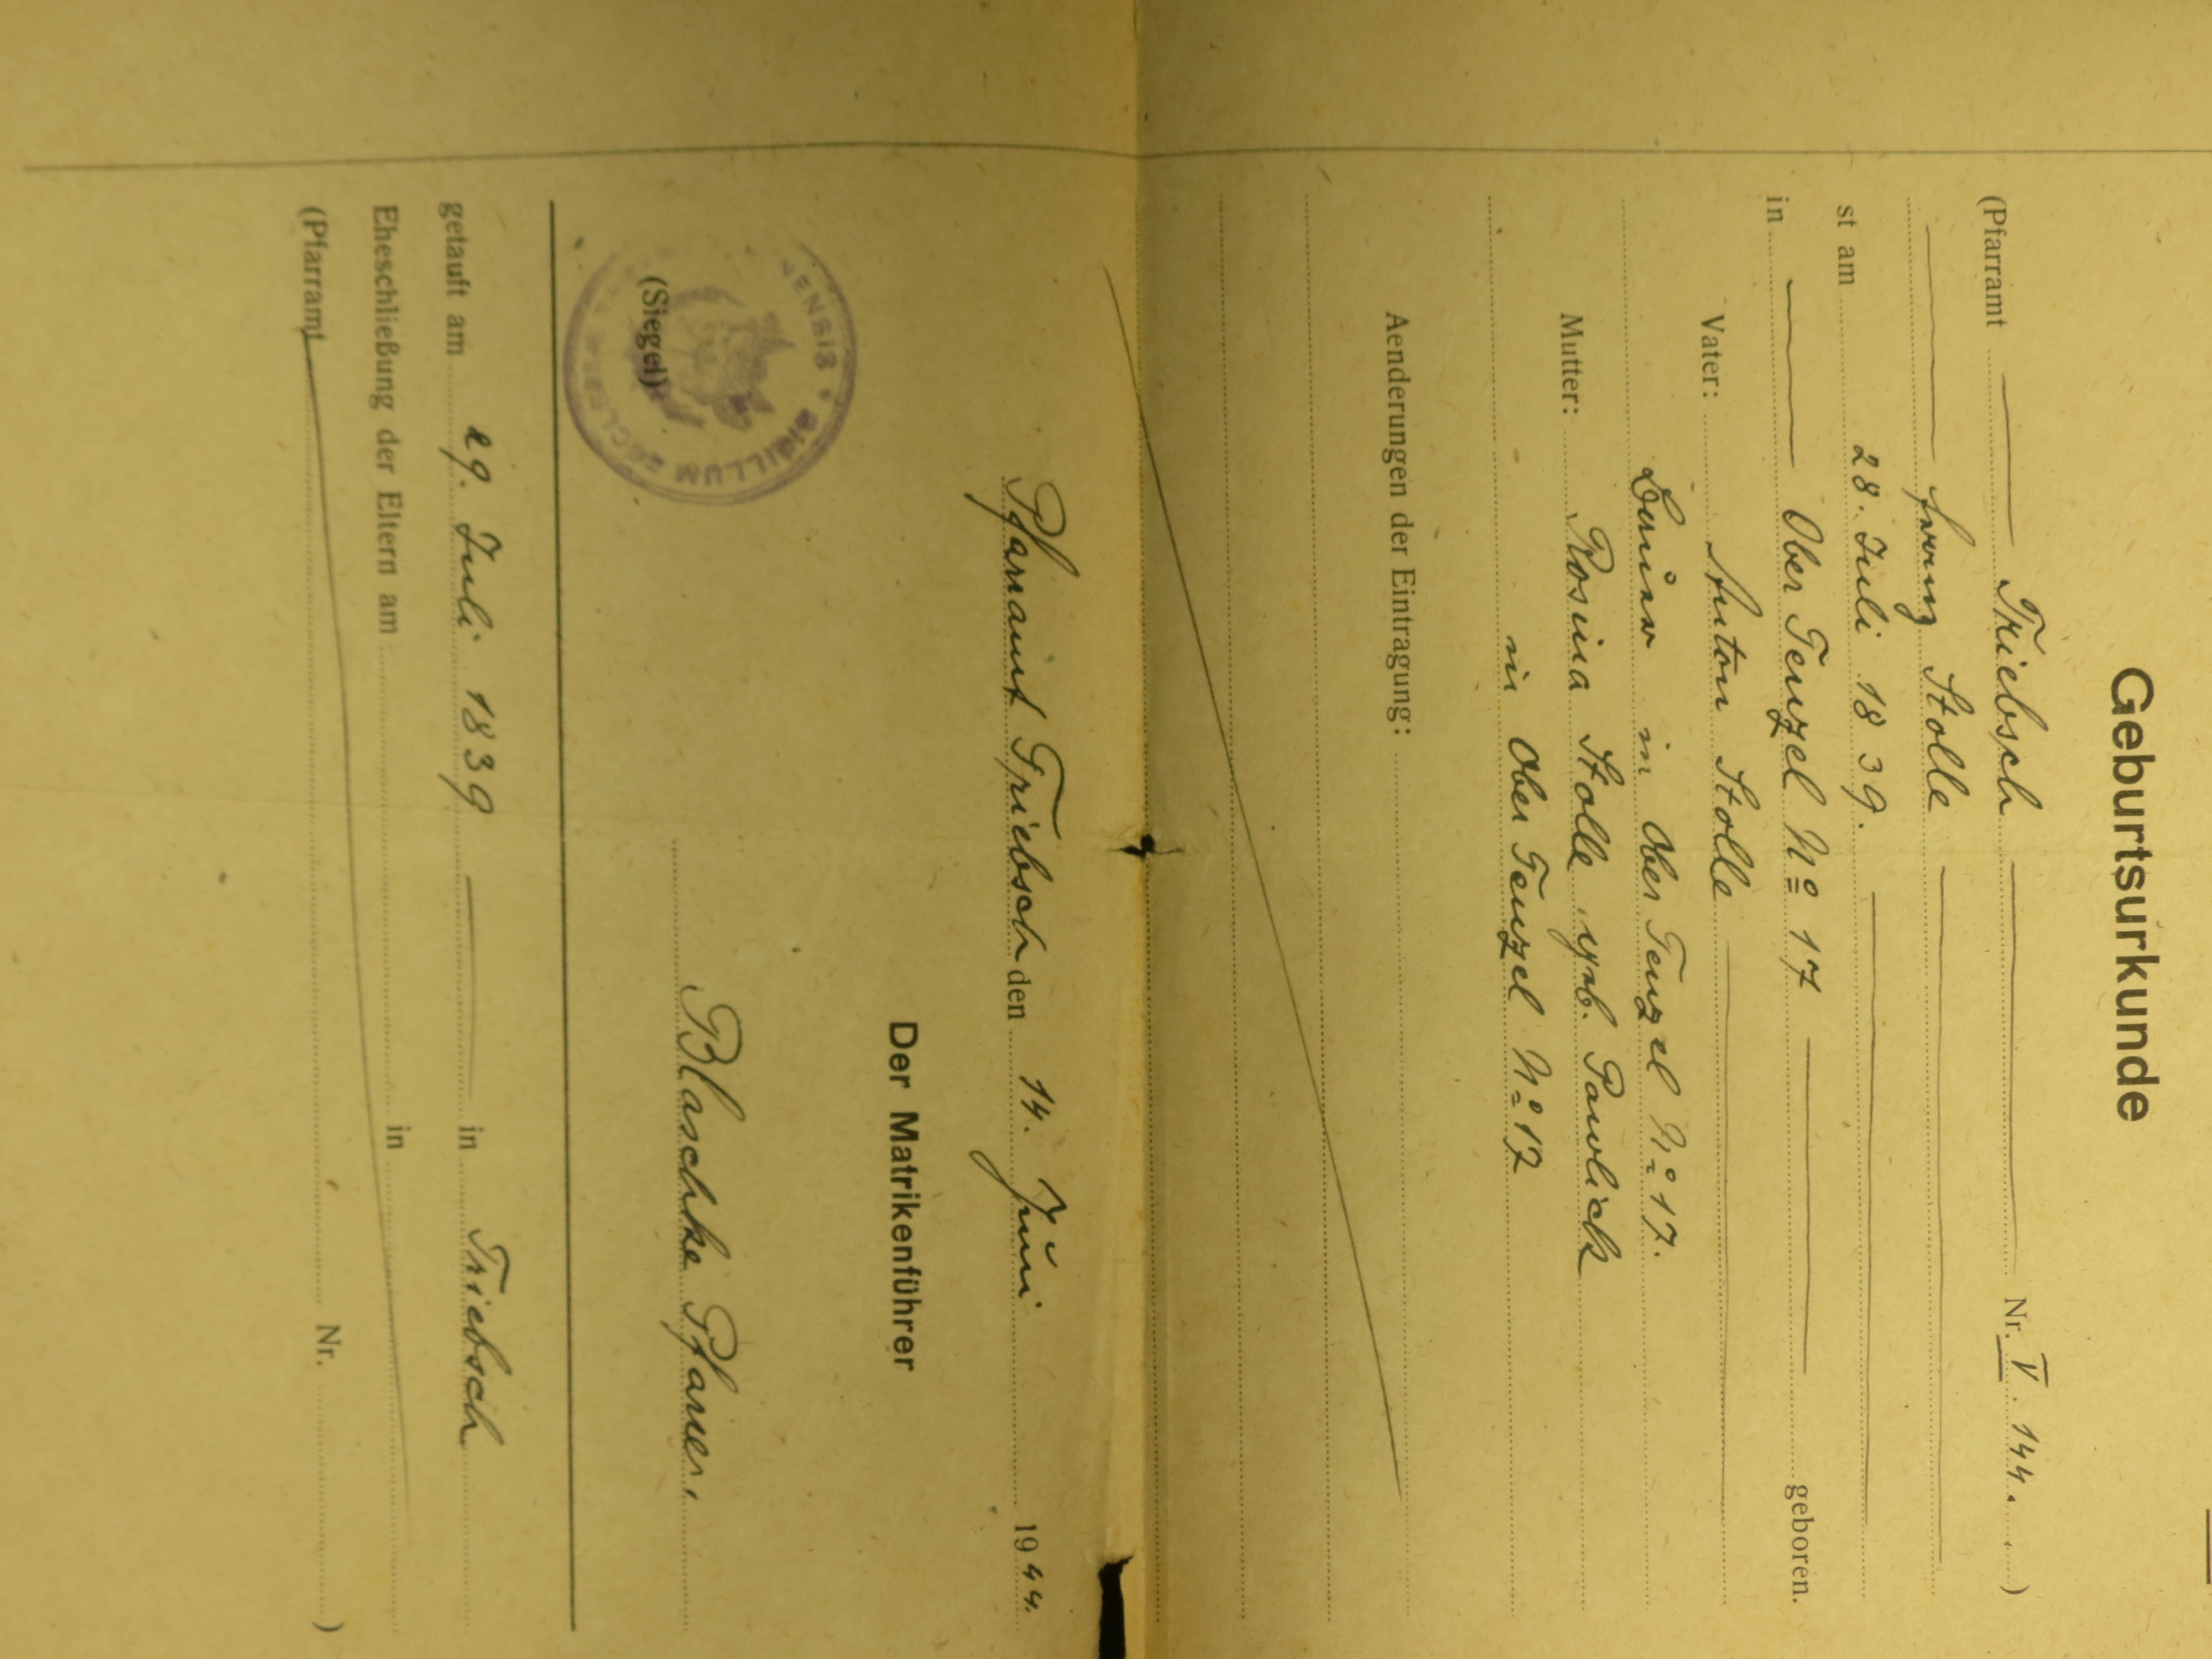 Geburtsurkunde
(Pfarramt Triebsch Nr. V. 144. )
Franz Stolle
st am 28. Juli 1839.
in Ober Tenzel No 17 geboren.
Vater: Anton Stolle
Bauer in Ober Tenzel No 17.
Mutter: Rosina Stolle geb. Pawlick
in Ober Tenzel No 17
Aenderungen der Eintragung:
Pfarramt Triebsch den 14. Juni 1944.
Der Matrikenführer
ENSIS • SIGILLUM
(Siegel)
Blaschke Pfarrer.
getauft am 29. Juli 1839 in Triebsch
Eheschließung der Eltern am in
(Pfarramt Nr. )